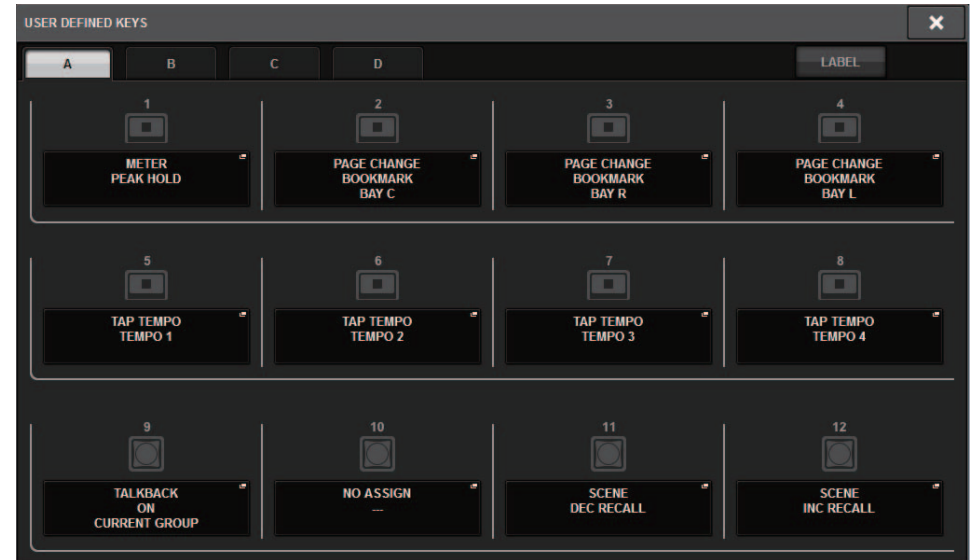 USER DEFINED KEYS
A B C D LABEL
1 2 3 4
METER
PEAK HOLD
PAGE CHANGE
BOOKMARK
BAY C
PAGE CHANGE
BOOKMARK
BAY R
PAGE CHANGE
BOOKMARK
BAY L
5 6 7 8
TAP TEMPO
TEMPO 1
TAP TEMPO
TEMPO 2
TAP TEMPO
TEMPO 3
TAP TEMPO
TEMPO 4
9 10 11 12
TALKBACK
ON
CURRENT GROUP
NO ASSIGN
---
SCENE
DEC RECALL
SCENE
INC RECALL